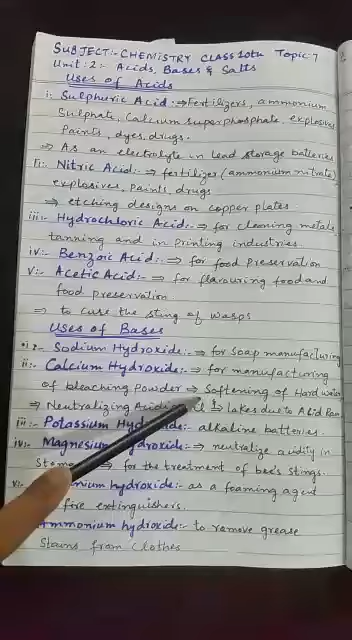 SUBJECT:- CHEMISTRY CLASS 10th Topic 7
Unit:2:- Acids, Bases & Salts
Uses of Acids
i:- Sulphuric Acid:⇒ Fertilizers, ammonium
Sulphate, Calcium superphosphate, explosives
Paints, dyes, drugs.
⇒ As an electrolyte in lead storage batteries
ii:- Nitric Acid:- ⇒ fertilizer (ammonium nitrate)
explosives, Paints, drugs
⇒ etching designs on copper plates
iii:- Hydrochloric Acid:- ⇒ for cleaning metals
tanning and in printing industries.
iv:- Benzoic Acid:- ⇒ for food preservation
v:- Acetic Acid:- ⇒ for flavouring food and
food preservation
⇒ to cure the sting of wasps
Uses of Bases
i:- Sodium Hydroxide:- ⇒ for soap manufacturing
ii:- Calcium Hydroxide:- ⇒ for manufacturing
of bleaching Powder ⇒ Softening of Hard water
⇒ Neutralizing Acidic & lakes due to Acid Rain
iii:- Potassium alkaline batteries.
iv:- Magnesium neutralize acidity in
⇒ for the treatment of bee's stings.
v:- hydroxide:- as a foaming agent
fire extinguishers.
Ammonium hydroxide:- to remove grease
Stains from Clothes